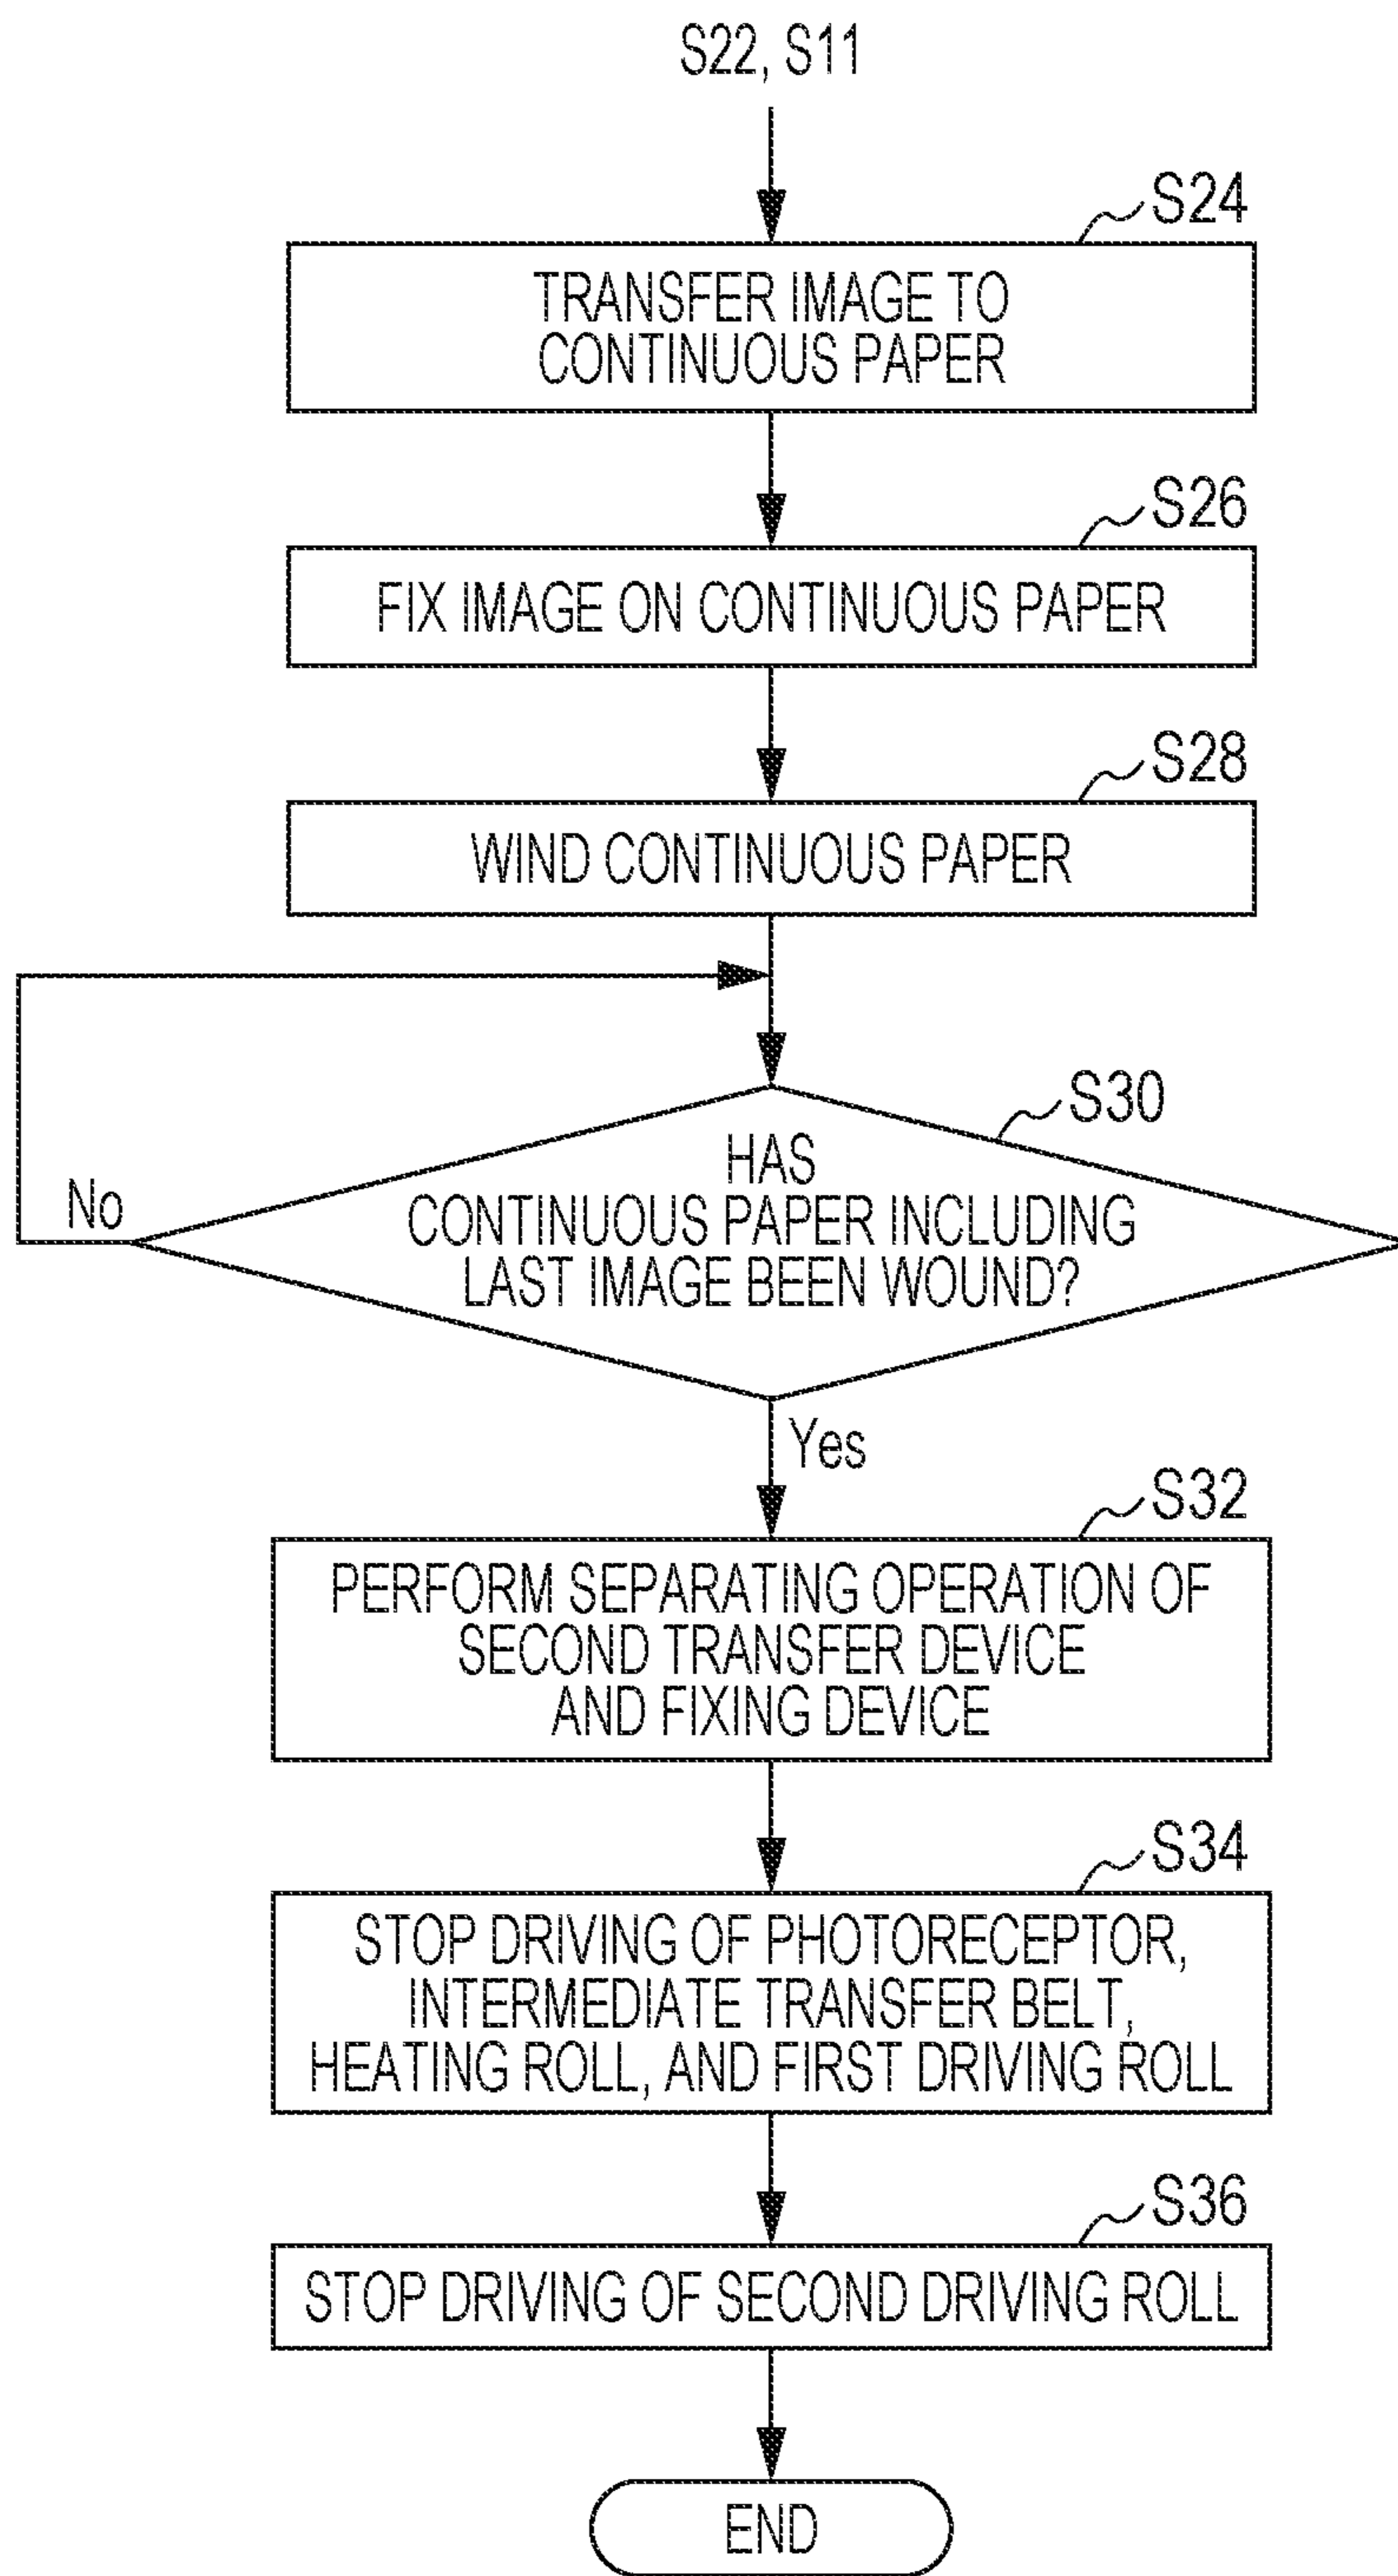 S22, S11
S24
TRANSFER IMAGE TO
CONTINUOUS PAPER
S26
FIX IMAGE ON CONTINUOUS PAPER
S28
WIND CONTINUOUS PAPER
S30
HAS
CONTINUOUS PAPER INCLUDING
LAST IMAGE BEEN WOUND?
No
Yes
S32
PERFORM SEPARATING OPERATION OF
SECOND TRANSFER DEVICE
AND FIXING DEVICE
S34
STOP DRIVING OF PHOTORECEPTOR,
INTERMEDIATE TRANSFER BELT,
HEATING ROLL, AND FIRST DRIVING ROLL
S36
STOP DRIVING OF SECOND DRIVING ROLL
END